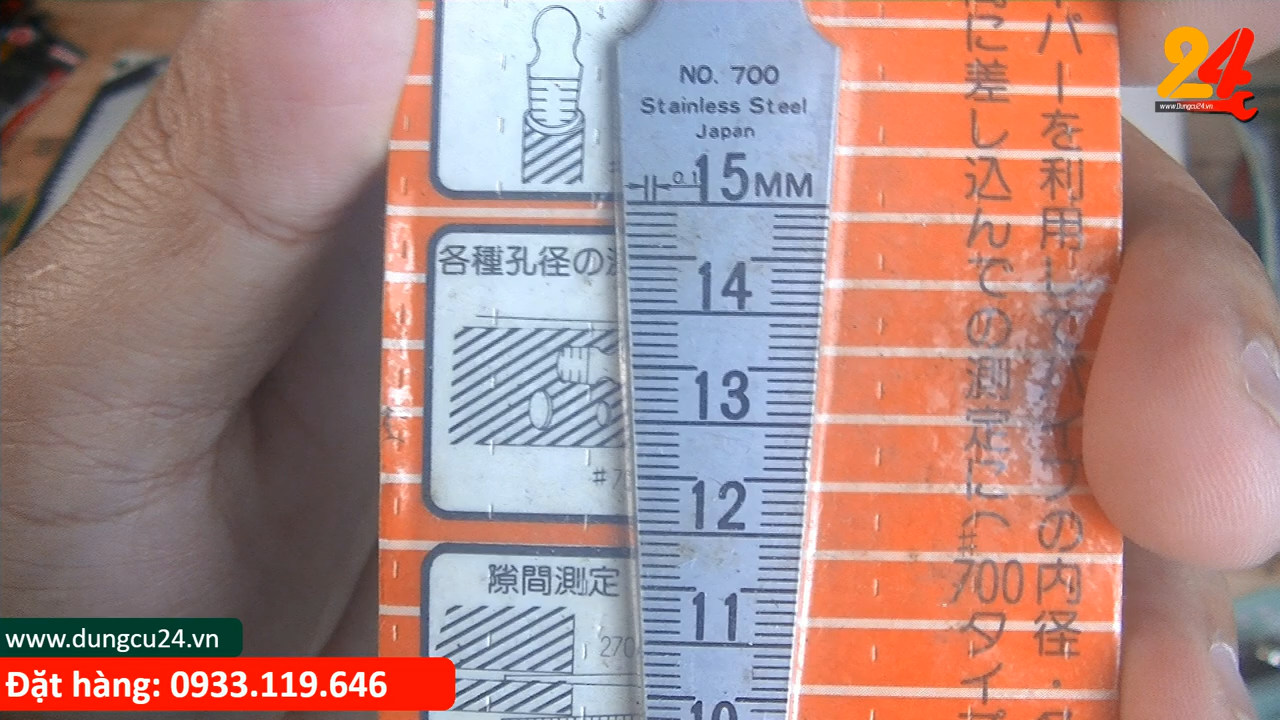 24
www.Dungcu24.vn
NO. 700
Stainless Steel
Japan
0.1
15MM
14
13
12
11
10
各種孔径の
#7
隙間測定
270
パーを利用して
の内径・
に差し込んでの測定に
#700タイプ
www.dungcu24.vn
Đặt hàng: 0933.119.646